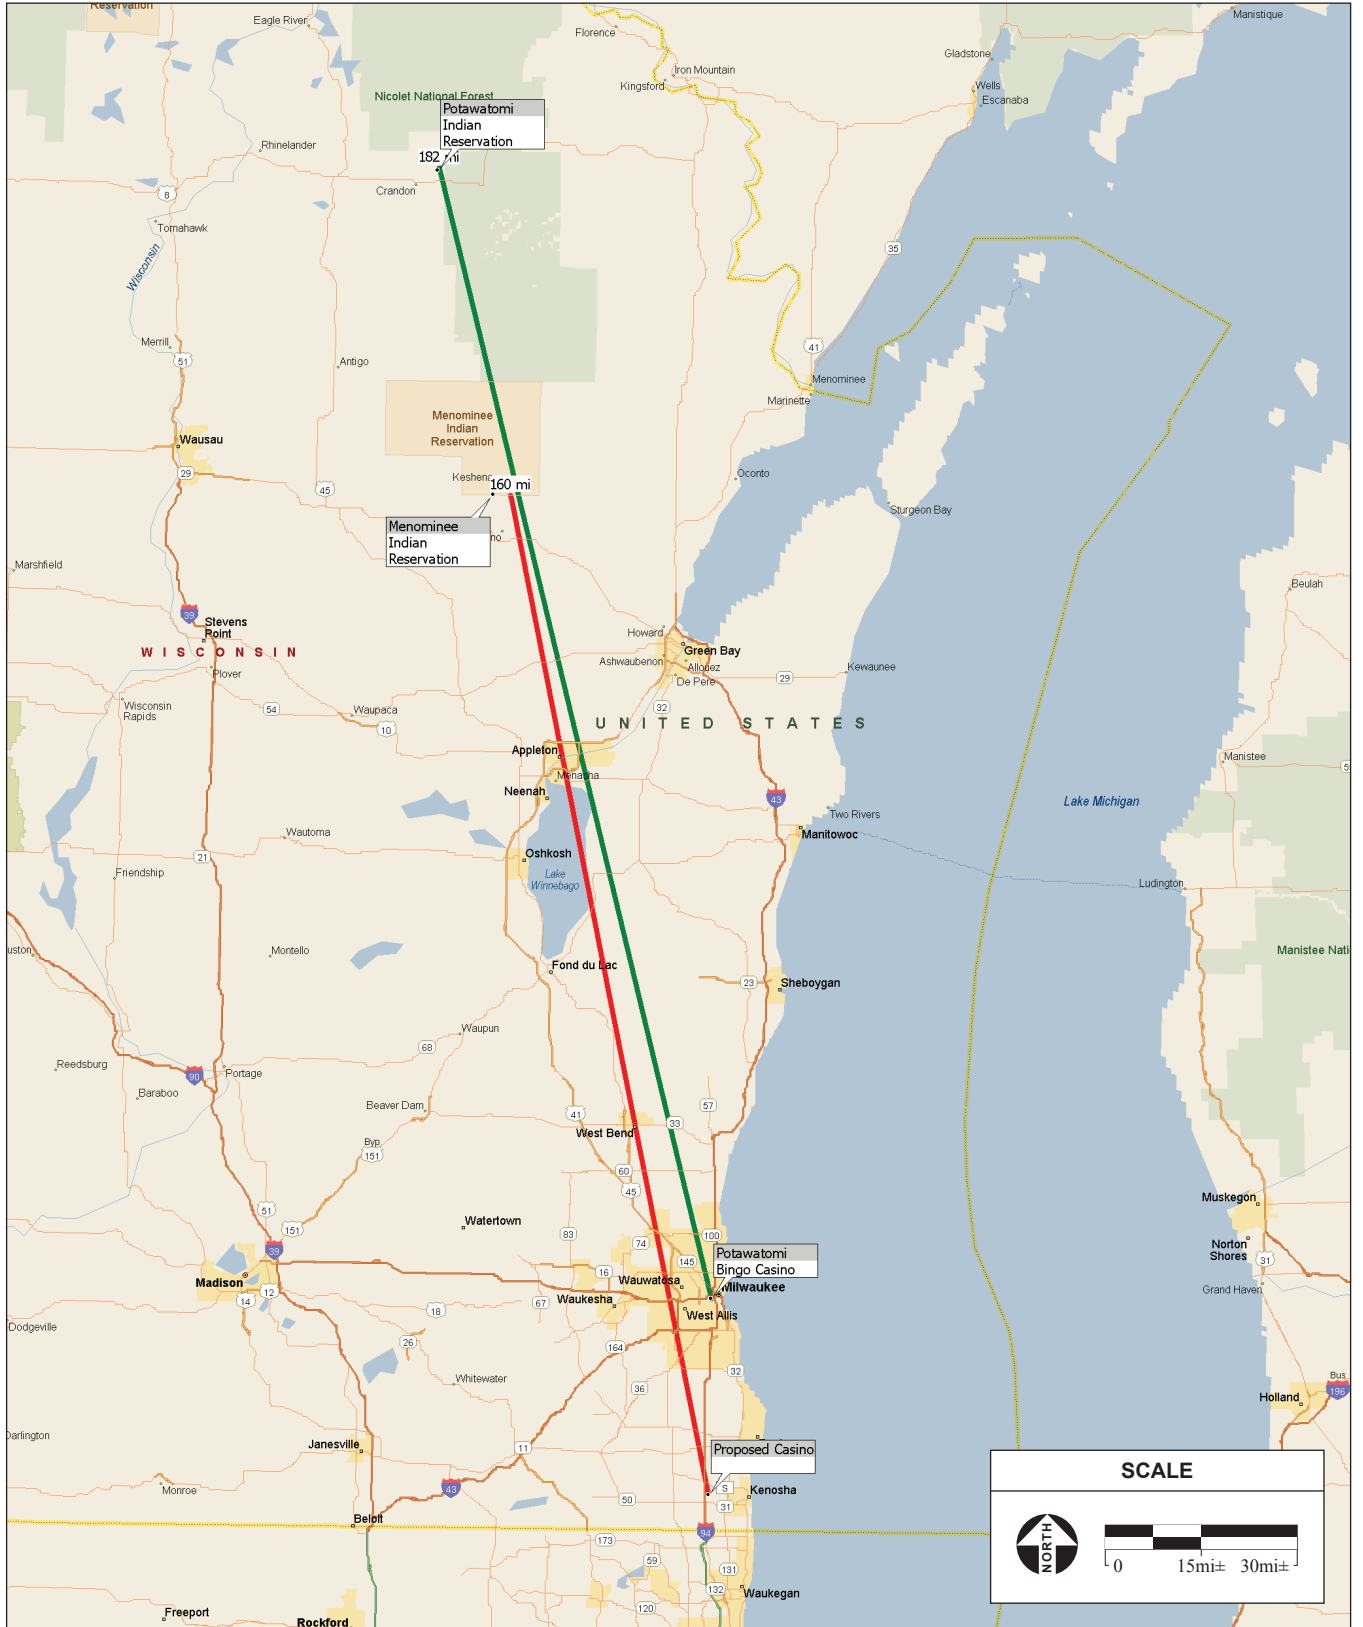 Reservation
Eagle River
Florence
Manistique
Gladstone
Iron Mountain
Kingsford
Wells
Escanaba
Nicolet National Forest
Potawatomi
Indian
Reservation
182 mi
Rhinelander
Crandon
8
Tomahawk
Wisconsin
35
Merrill
51
Antigo
41
Menominee
Marinette
Menominee
Indian
Reservation
Wausau
29
45
Keshena
160 mi
Oconto
Sturgeon Bay
Menominee
Indian
Reservation
no
Marshfield
Beulah
39
Stevens
Point
WISCONSIN
Plover
Howard
Green Bay
Ashwaubenon
Allouez
De Pere
29
Kewaunee
Wisconsin
Rapids
54
Waupaca
10
32
UNITED STATES
Appleton
Menasha
Neenah
Manistee
5
43
Lake Michigan
Two Rivers
Manitowoc
Wautoma
21
Oshkosh
Lake
Winnebago
Friendship
Ludington
uston
Montello
Fond du Lac
23
Sheboygan
Manistee Nati
Waupun
68
Reedsburg
90
Portage
Baraboo
Beaver Dam
57
41
33
West Bend
Byp
151
60
45
51
151
Watertown
83
100
74
145
Muskegon
Norton
Shores
31
Grand Haven
39
Potawatomi
Bingo Casino
Madison
12
14
16
Wauwatosa
Milwaukee
Waukesha
67
18
West Allis
Dodgeville
26
164
32
Whitewater
36
Bus
196
Holland
Darlington
Janesville
11
Proposed Casino
43
Monroe
50
S
31
Kenosha
Beloit
94
173
59
131
132
Waukegan
120
Freeport
Rockford
SCALE
NORTH
0 15mi± 30mi±